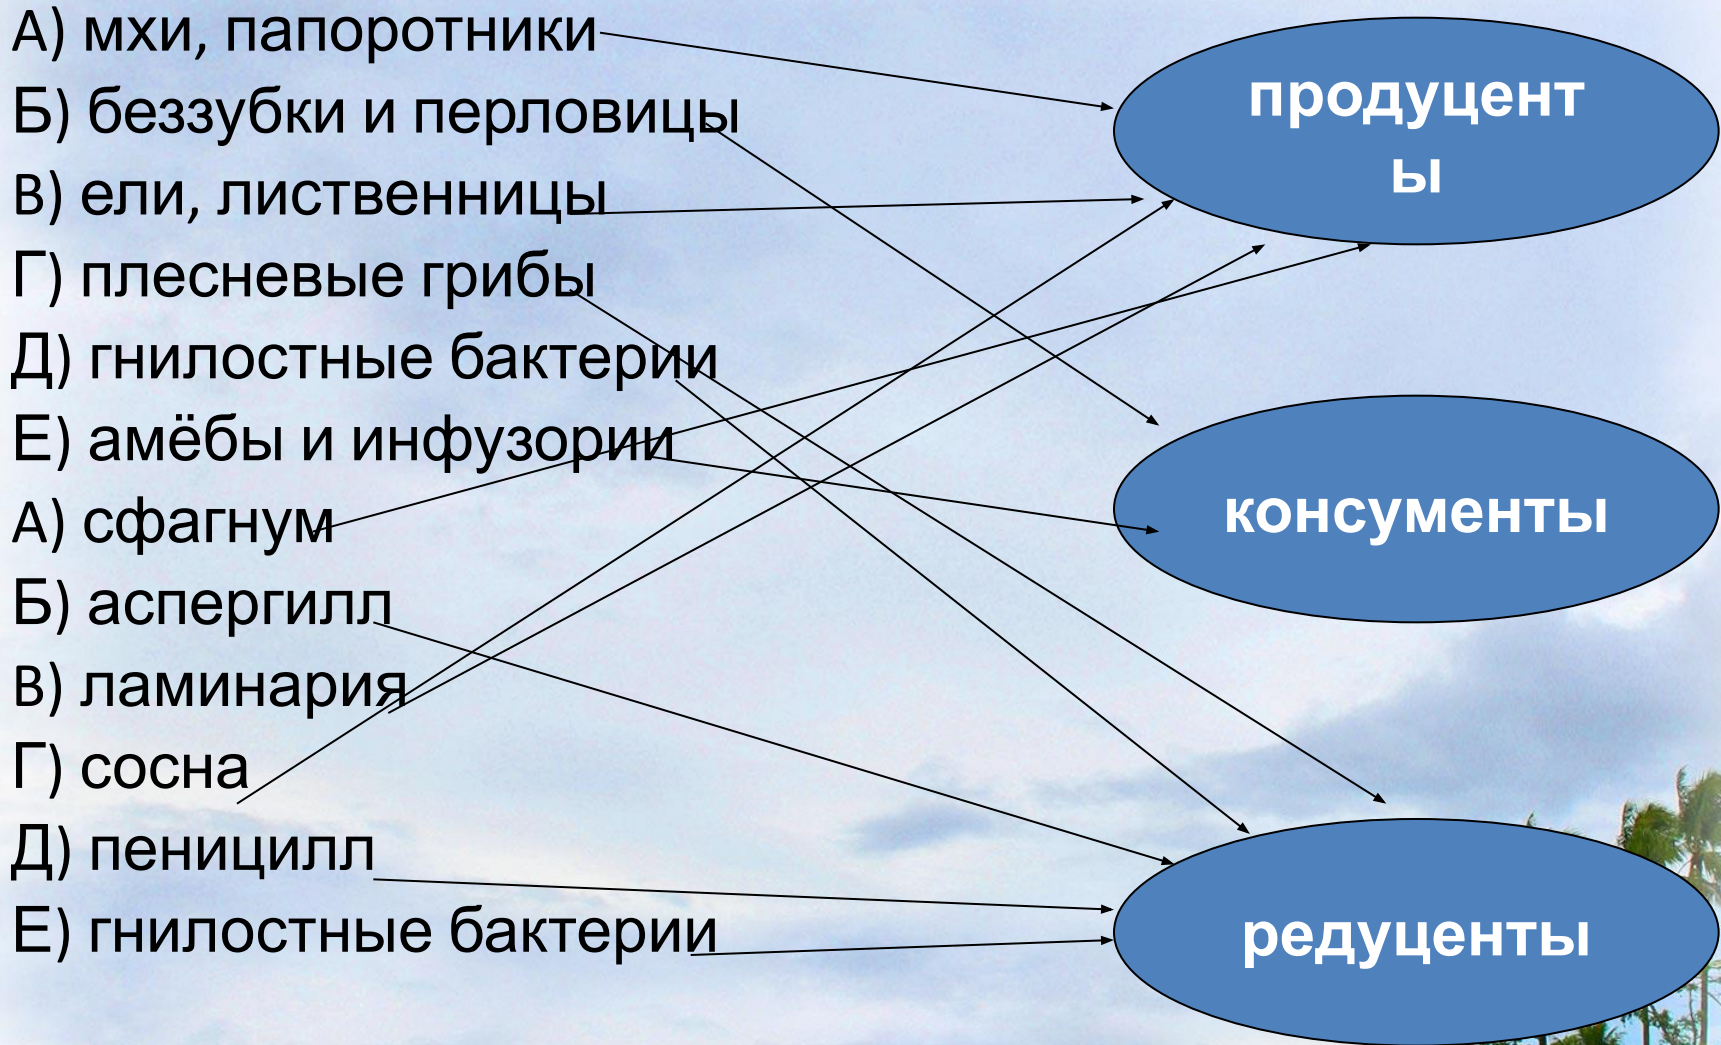 А) мхи, папоротники
Б) беззубки и перловицы
В) ели, лиственницы
Г) плесневые грибы
Д) гнилостные бактерии
Е) амёбы и инфузории
А) сфагнум
Б) аспергилл
В) ламинария
Г) сосна
Д) пеницилл
Е) гнилостные бактерии
продуцент
ы
консументы
редуценты